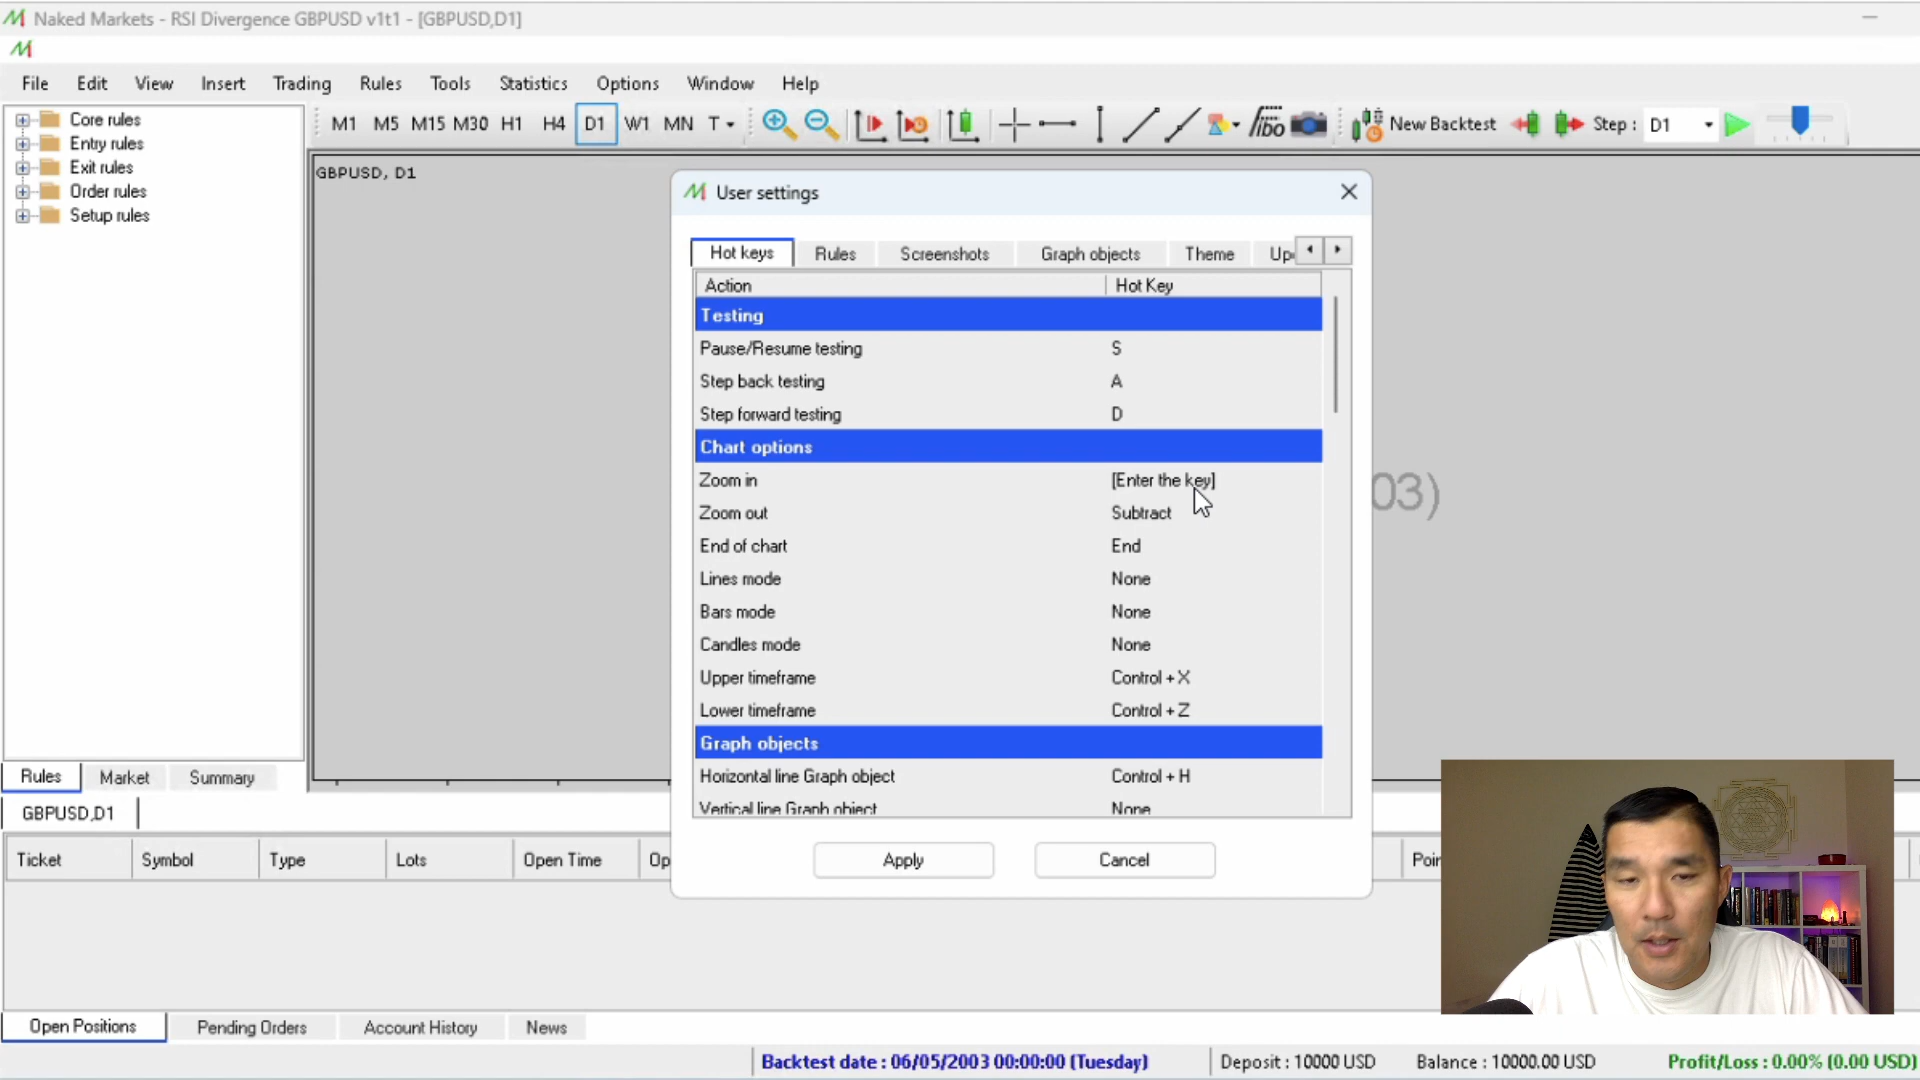 Naked Markets - RSI Divergence GBPUSD v1t1 - [GBPUSD,D1]
File Edit View Insert Trading Rules Tools Statistics Options Window Help
M1 M5 M15 M30 H1 H4 D1 W1 MN T
fibo
New Backtest
Step : D1
Core rules
Entry rules
Exit rules
Order rules
Setup rules
GBPUSD, D1
User settings
Hot keys Rules Screenshots Graph objects Theme
Action Hot Key
Testing
Pause/Resume testing S
Step back testing A
Step forward testing D
Chart options
Zoom in [Enter the key]
Zoom out Subtract
End of chart End
Lines mode None
Bars mode None
Candles mode None
Upper timeframe Control + X
Lower timeframe Control + Z
Graph objects
Horizontal line Graph object Control + H
Vertical line Graph object None
03)
Apply Cancel
Rules Market Summary
GBPUSD,D1
Ticket Symbol Type Lots Open Time
Open Positions Pending Orders Account History News
Backtest date : 06/05/2003 00:00:00 (Tuesday) Deposit : 10000 USD Balance : 10000.00 USD Profit/Loss : 0.00% (0.00 USD)